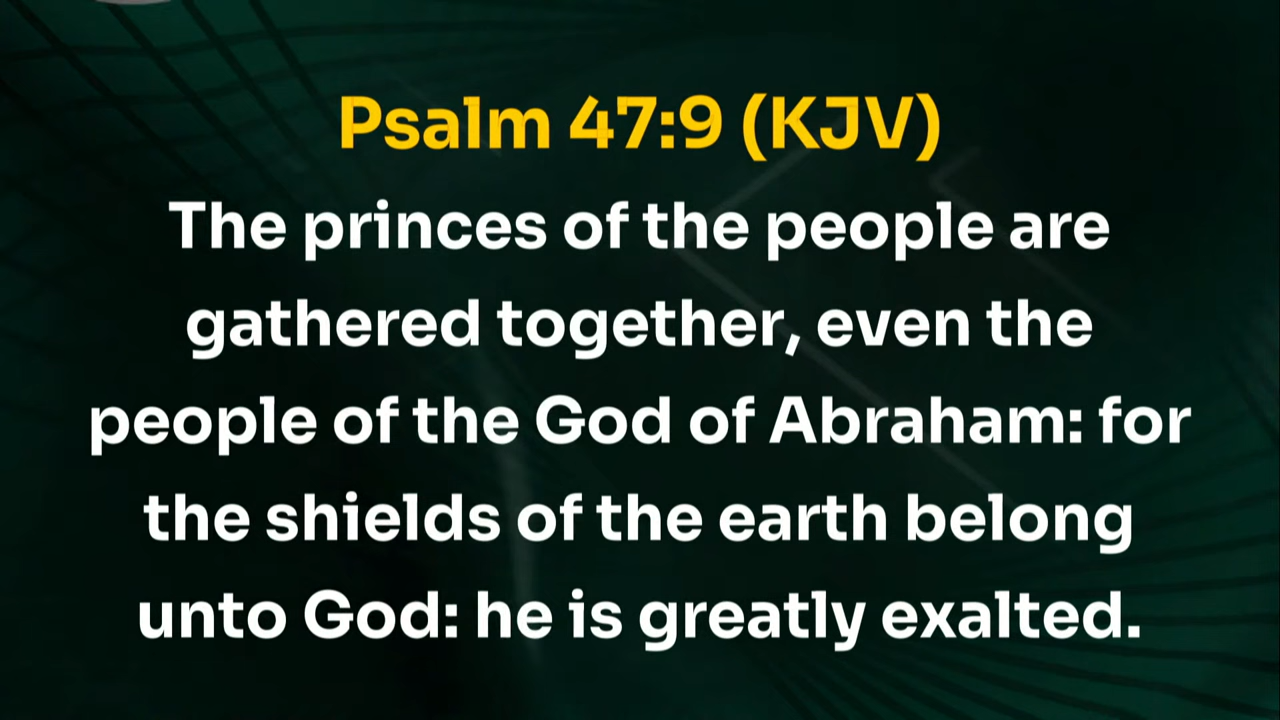 Psalm 47:9 (KJV)
The princes of the people are
gathered together, even the
people of the God of Abraham: for
the shields of the earth belong
unto God: he is greatly exalted.